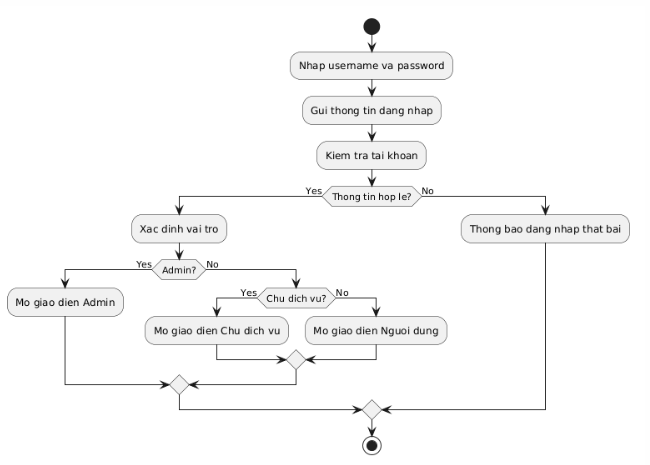 Nhap username va password
Gui thong tin dang nhap
Kiem tra tai khoan
Yes
Thong tin hop le?
No
Xac dinh vai tro
Thong bao dang nhap that bai
Yes
Admin?
No
Mo giao dien Admin
Yes
Chu dich vu?
No
Mo giao dien Chu dich vu
Mo giao dien Nguoi dung